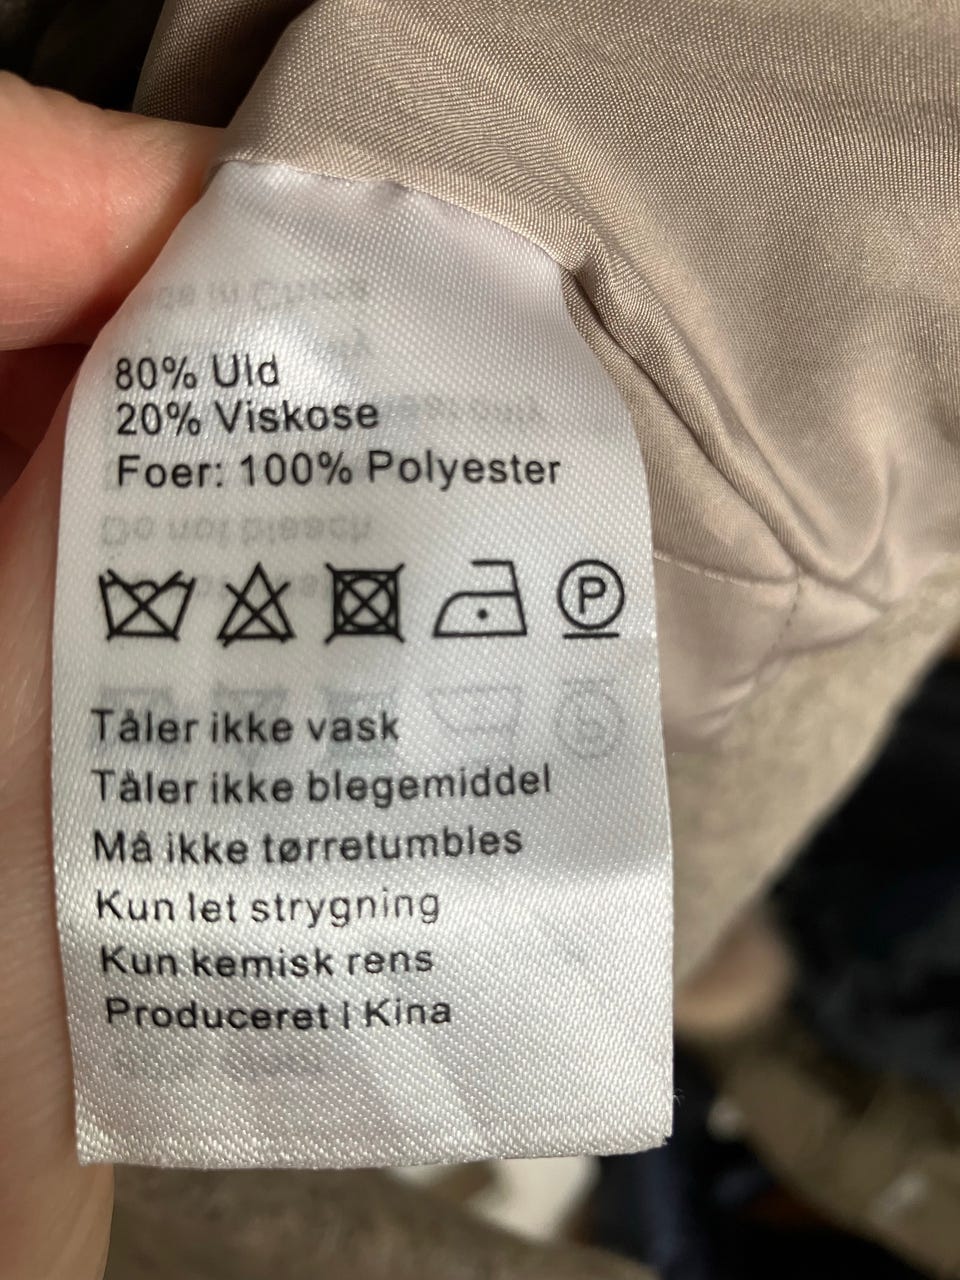 80% Uld
20% Viskose
Foer: 100% Polyester
P
Tåler ikke vask
Tåler ikke blegemiddel
Må ikke tørretumbles
Kun let strygning
Kun kemisk rens
Produceret I Kina